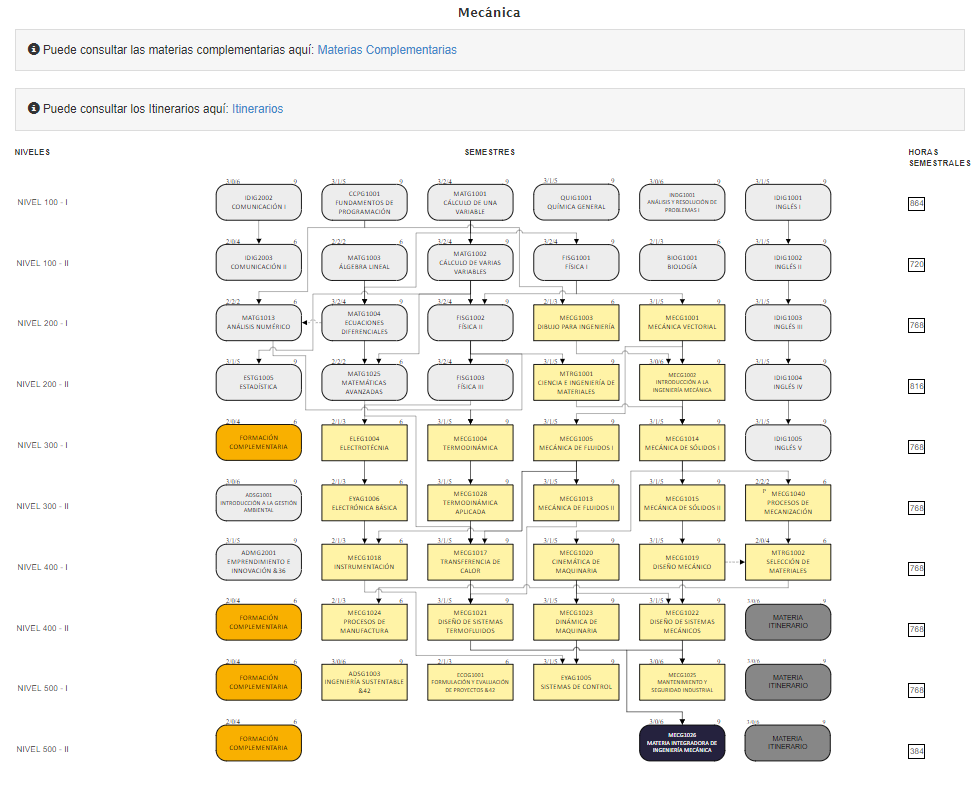 Mecánica
Puede consultar las materias complementarias aquí: Materias Complementarias
Puede consultar los Itinerarios aquí: Itinerarios
NIVELES
SEMESTRES
HORAS
SEMESTRALES
NIVEL 100 - I
3/0/6 9
IDIG2002
COMUNICACIÓN I
3/1/5 9
CCPG1001
FUNDAMENTOS DE
PROGRAMACIÓN
3/2/4 9
MATG1001
CÁLCULO DE UNA
VARIABLE
3/1/5 9
QUIG1001
QUÍMICA GENERAL
3/0/6 9
INDG1001
ANÁLISIS Y RESOLUCIÓN DE
PROBLEMAS I
3/1/5 9
IDIG1001
INGLÉS I
864
NIVEL 100 - II
2/0/4 6
IDIG2003
COMUNICACIÓN II
2/2/2 6
MATG1003
ÁLGEBRA LINEAL
3/2/4 9
MATG1002
CÁLCULO DE VARIAS
VARIABLES
3/2/4 9
FISG1001
FÍSICA I
2/1/3 6
BIOG1001
BIOLOGÍA
3/1/5 9
IDIG1002
INGLÉS II
720
NIVEL 200 - I
2/2/2 6
MATG1013
ANÁLISIS NUMÉRICO
3/2/4 9
MATG1004
ECUACIONES
DIFERENCIALES
3/2/4 9
FISG1002
FÍSICA II
2/1/3 6
MECG1003
DIBUJO PARA INGENIERÍA
3/1/5 9
MECG1001
MECÁNICA VECTORIAL
3/1/5 9
IDIG1003
INGLÉS III
768
NIVEL 200 - II
3/1/5 9
ESTG1005
ESTADÍSTICA
2/2/2 6
MATG1025
MATEMÁTICAS
AVANZADAS
3/2/4 9
FISG1003
FÍSICA III
3/1/5 9
MTRG1001
CIENCIA E INGENIERÍA DE
MATERIALES
3/0/6 9
MECG1002
INTRODUCCIÓN A LA
INGENIERÍA MECÁNICA
3/1/5 9
IDIG1004
INGLÉS IV
816
NIVEL 300 - I
2/0/4 6
FORMACIÓN
COMPLEMENTARIA
2/1/3 6
ELEG1004
ELECTROTÉCNIA
3/1/5 9
MECG1004
TERMODINÁMICA
3/1/5 9
MECG1005
MECÁNICA DE FLUIDOS I
3/1/5 9
MECG1014
MECÁNICA DE SÓLIDOS I
3/1/5 9
IDIG1005
INGLÉS V
768
NIVEL 300 - II
3/0/6 9
ADSG1001
INTRODUCCIÓN A LA GESTIÓN
AMBIENTAL
2/1/3 6
EYAG1006
ELECTRÓNICA BÁSICA
3/1/5 9
MECG1028
TERMODINÁMICA
APLICADA
3/1/5 9
MECG1013
MECÁNICA DE FLUIDOS II
3/1/5 9
MECG1015
MECÁNICA DE SÓLIDOS II
2/2/2 6
P MECG1040
PROCESOS DE
MECANIZACIÓN
768
NIVEL 400 - I
3/1/5 9
ADMG2001
EMPRENDIMIENTO E
INNOVACIÓN &36
2/1/3 6
MECG1018
INSTRUMENTACIÓN
3/1/5 9
MECG1017
TRANSFERENCIA DE
CALOR
3/1/5 9
MECG1020
CINEMÁTICA DE
MAQUINARIA
3/1/5 9
MECG1019
DISEÑO MECÁNICO
2/0/4 6
MTRG1002
SELECCIÓN DE
MATERIALES
768
NIVEL 400 - II
2/0/4 6
FORMACIÓN
COMPLEMENTARIA
2/1/3 6
MECG1024
PROCESOS DE
MANUFACTURA
3/1/5 9
MECG1021
DISEÑO DE SISTEMAS
TERMOFLUIDOS
3/1/5 9
MECG1023
DINÁMICA DE
MAQUINARIA
3/1/5 9
MECG1022
DISEÑO DE SISTEMAS
MECÁNICOS
3/0/6 9
MATERIA
ITINERARIO
768
NIVEL 500 - I
2/0/4 6
FORMACIÓN
COMPLEMENTARIA
3/0/6 9
ADSG1003
INGENIERÍA SUSTENTABLE
&42
2/1/3 6
ECOG1001
FORMULACIÓN Y EVALUACIÓN
DE PROYECTOS &42
3/1/5 9
EYAG1005
SISTEMAS DE CONTROL
3/0/6 9
MECG1025
MANTENIMIENTO Y
SEGURIDAD INDUSTRIAL
3/0/6 9
MATERIA
ITINERARIO
768
NIVEL 500 - II
2/0/4 6
FORMACIÓN
COMPLEMENTARIA
3/0/6 9
MECG1026
MATERIA INTEGRADORA DE
INGENIERÍA MECÁNICA
3/0/6 9
MATERIA
ITINERARIO
384